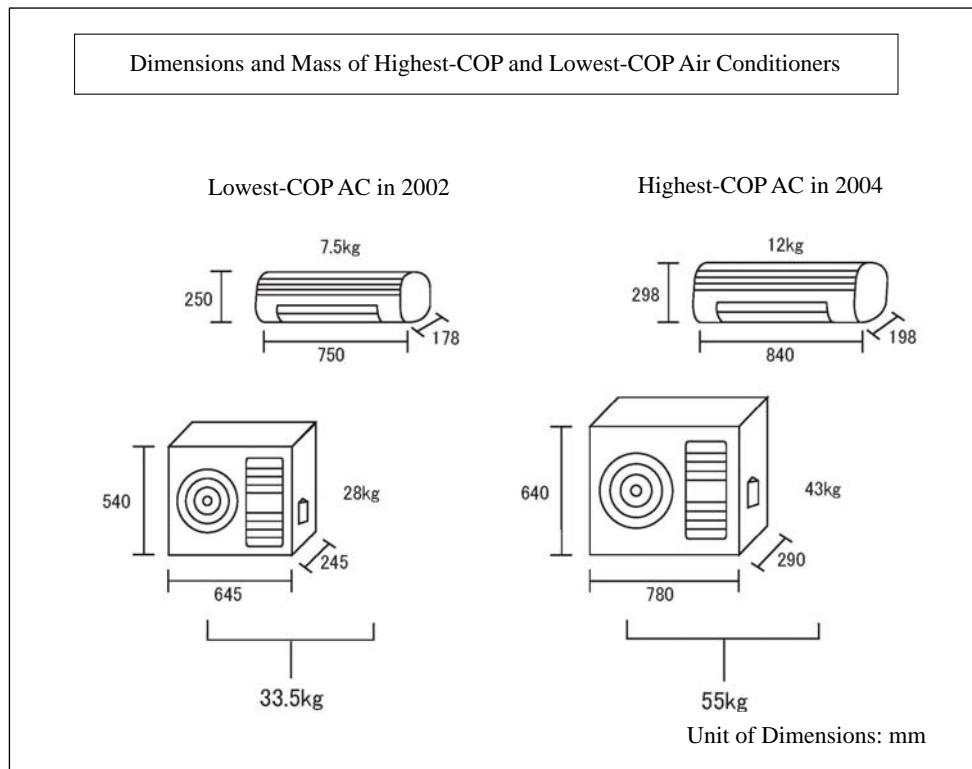 Dimensions and Mass of Highest-COP and Lowest-COP Air Conditioners
Lowest-COP AC in 2002
Highest-COP AC in 2004
7.5kg
250
750
178
12kg
298
840
198
540
28kg
245
645
640
43kg
290
780
33.5kg
55kg
Unit of Dimensions: mm